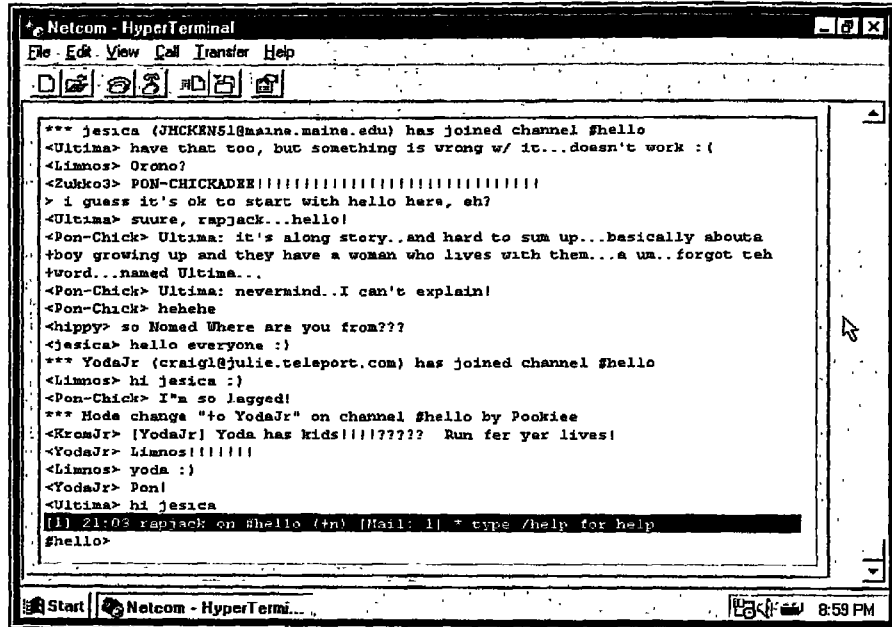 Netcom - HyperTerminal
File Edit View Call Transfer Help
*** jesica (JMCKEN51@maine.maine.edu) has joined channel #hello
<Ultima> have that too, but something is wrong w/ it...doesn't work :(
<Limnos> Orono?
<Zukko3> PON-CHICKADEE!!!!!!!!!!!!!!!!!!!!!!!!!!!!!!
> i guess it's ok to start with hello here, eh?
<Ultima> suure, rapjack...hello!
<Pon-Chick> Ultima: it's along story..and hard to sum up...basically abouta
+boy growing up and they have a woman who lives with them...a um..forgot teh
+word...named Ultima...
<Pon-Chick> Ultima: nevermind..I can't explain!
<Pon-Chick> hehehe
<hippy> so Nomed Where are you from???
<jesica> hello everyone :)
*** YodaJr (craigl@julie.teleport.com) has joined channel #hello
<Limnos> hi jesica :)
<Pon-Chick> I"m so lagged!
*** Mode change "+o YodaJr" on channel #hello by Pookiee
<KromJr> [YodaJr] Yoda has kids!!!!????? Run fer yer lives!
<YodaJr> Limnos!!!!!!!
<Limnos> yoda :)
<YodaJr> Pon!
<Ultima> hi jesica
[1] 21:03 rapjack on #hello (+n) [Mail: 1] * type /help for help
#hello>
Start Netcom - HyperTermi... 8:59 PM